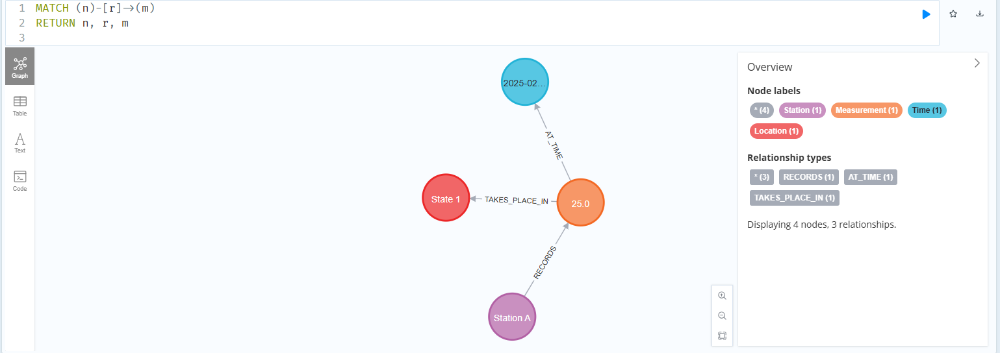 1 MATCH (n)-[r]->(m)
2 RETURN n, r, m
3
Graph
Table
Text
Code
2025-02...
AT_TIME
State 1
TAKES_PLACE_IN
25.0
RECORDS
Station A
Overview
Node labels
* (4) Station (1) Measurement (1) Time (1)
Location (1)
Relationship types
* (3) RECORDS (1) AT_TIME (1)
TAKES_PLACE_IN (1)
Displaying 4 nodes, 3 relationships.